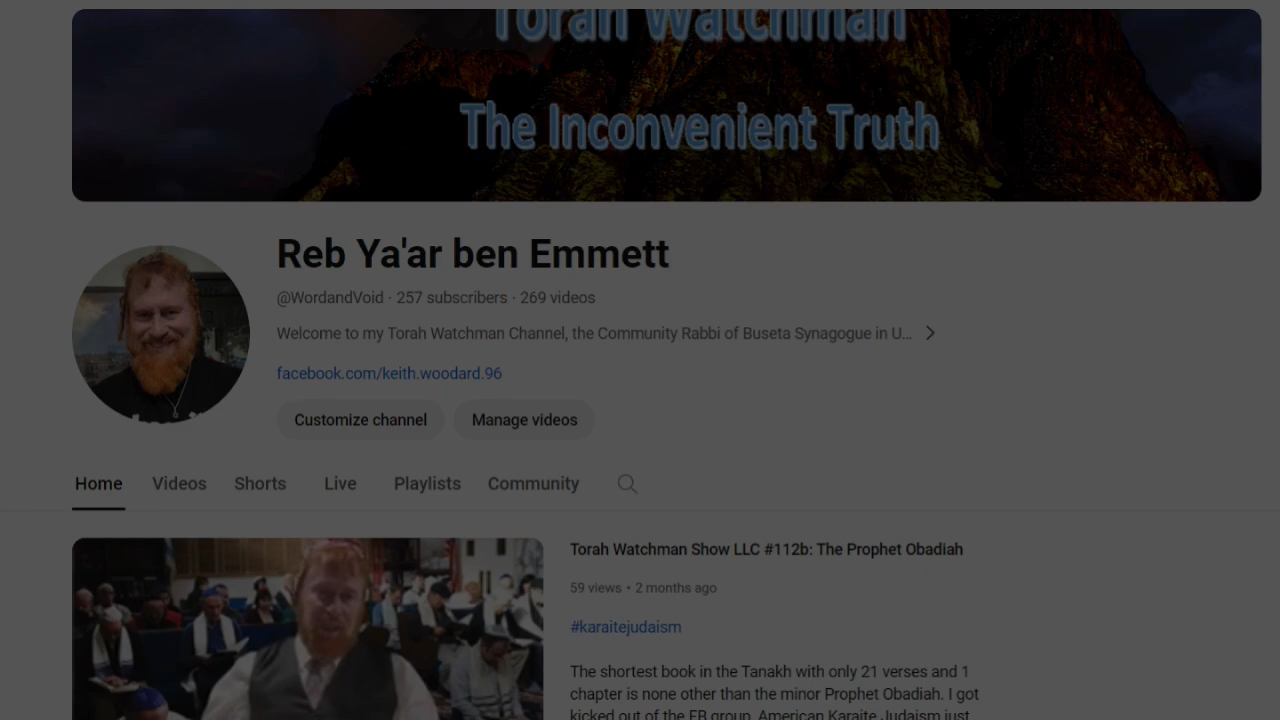 Torah Watchman
The Inconvenient Truth
Reb Ya'ar ben Emmett
@WordandVoid · 257 subscribers · 269 videos
Welcome to my Torah Watchman Channel, the Community Rabbi of Buseta Synagogue in U...
facebook.com/keith.woodard.96
Customize channel Manage videos
Home Videos Shorts Live Playlists Community
Torah Watchman Show LLC #112b: The Prophet Obadiah
59 views • 2 months ago
#karaitejudaism
The shortest book in the Tanakh with only 21 verses and 1
chapter is none other than the minor Prophet Obadiah. I got
kicked out of the FB group, American Karaite Judaism just